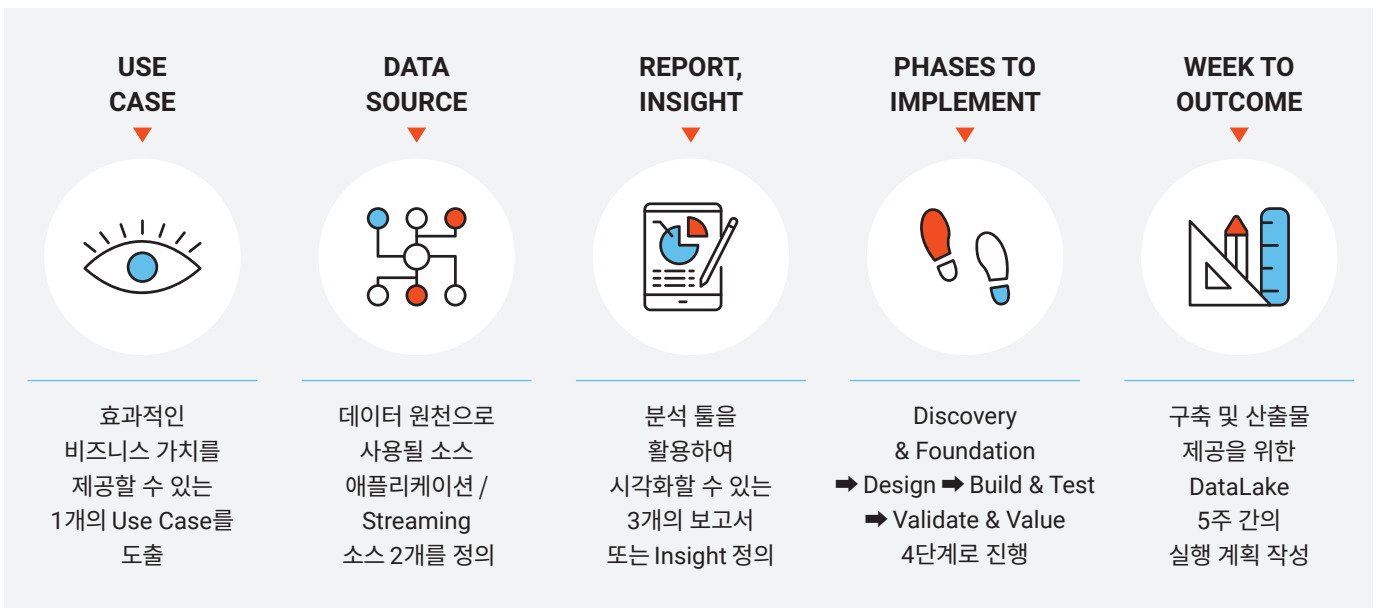 USE
CASE
효과적인
비즈니스 가치를
제공할 수 있는
1개의 Use Case를
도출
DATA
SOURCE
데이터 원천으로
사용될 소스
애플리케이션 /
Streaming
소스 2개를 정의
REPORT,
INSIGHT
분석 툴을
활용하여
시각화할 수 있는
3개의 보고서
또는 Insight 정의
PHASES TO
IMPLEMENT
Discovery
& Foundation
➡ Design ➡ Build & Test
➡ Validate & Value
4단계로 진행
WEEK TO
OUTCOME
구축 및 산출물
제공을 위한
DataLake
5주 간의
실행 계획 작성